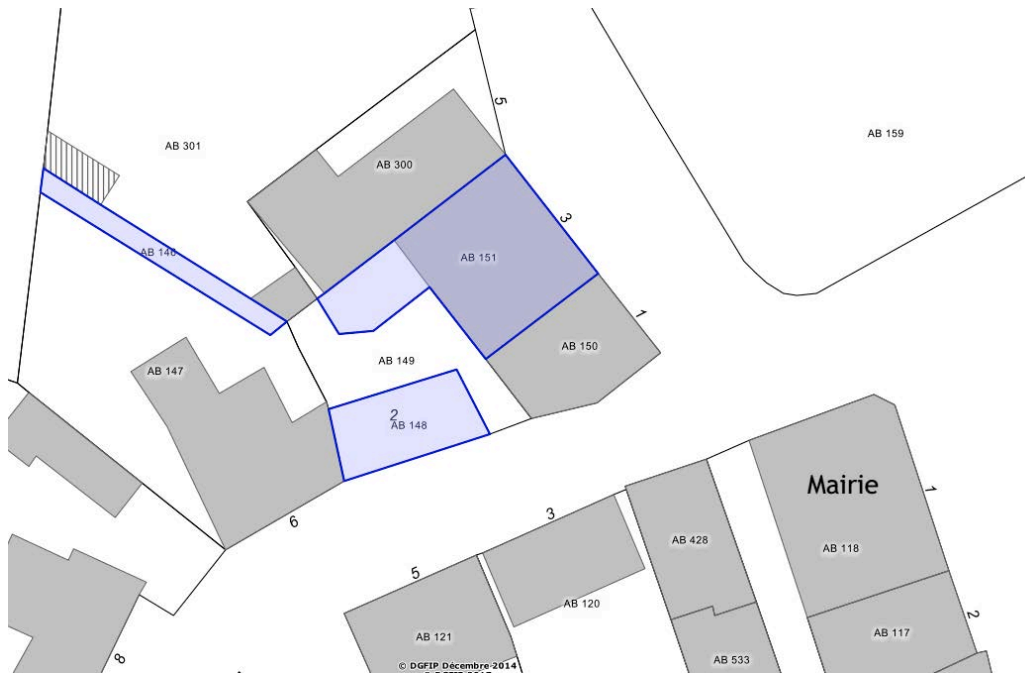 5
AB 159
AB 301
AB 300
3
AB 146
AB 151
1
AB 150
AB 149
AB 147
2
AB 148
6
Mairie
3
1
AB 428
AB 118
5
AB 120
2
AB 121
AB 117
8
AB 533
© DGFIP Décembre 2014